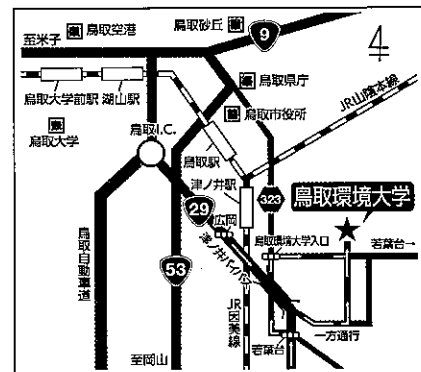 鳥取空港
鳥取砂丘
9
4
至米子
鳥取大学前駅
湖山駅
鳥取県庁
鳥取市役所
JR山陰本線
鳥取大学
鳥取I.C.
鳥取駅
津ノ井駅
323
鳥取環境大学
29
広岡
鳥取環境大学入口
若葉台→
津ノ井バイパス
鳥取自動車道
53
JR因美線
一方通行
至岡山
若葉台